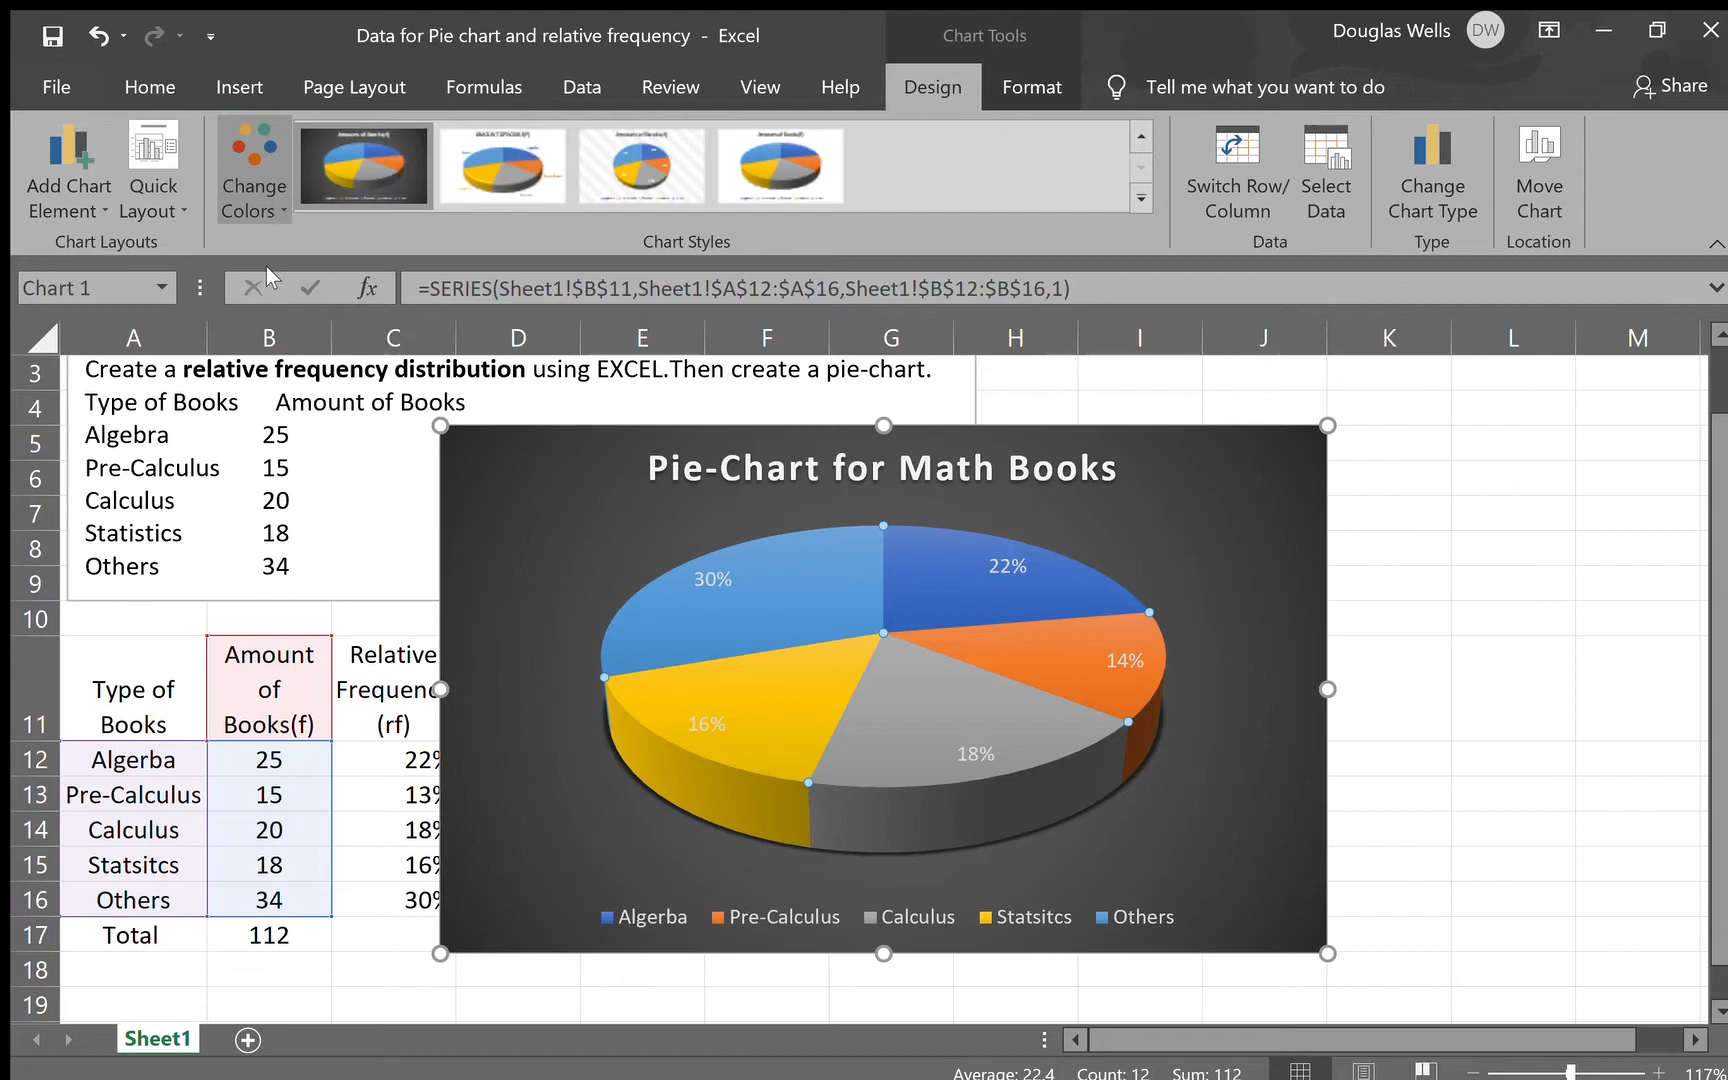 Data for Pie chart and relative frequency - Excel
Chart Tools
Douglas Wells
DW
File
Home
Insert
Page Layout
Formulas
Data
Review
View
Help
Design
Format
Tell me what you want to do
Share
Add Chart
Element
Quick
Layout
Change
Colors
Switch Row/
Column
Select
Data
Change
Chart Type
Move
Chart
Chart Layouts
Chart Styles
Data
Type
Location
Chart 1
fx
=SERIES(Sheet1!$B$11,Sheet1!$A$12:$A$16,Sheet1!$B$12:$B$16,1)
A B C D E F G H I J K L M
3
Create a relative frequency distribution using EXCEL.Then create a pie-chart.
4
Type of Books Amount of Books
5
Algebra 25
6
Pre-Calculus 15
7
Calculus 20
8
Statistics 18
9
Others 34
10
11
Type of
Books
Amount
of
Books(f)
Relative
Frequenc
(rf)
12 Algerba 25 22%
13 Pre-Calculus 15 13%
14 Calculus 20 18%
15 Statsitcs 18 16%
16 Others 34 30%
17 Total 112
18
19
Pie-Chart for Math Books
30%
22%
14%
16%
18%
Algerba Pre-Calculus Calculus Statsitcs Others
Sheet1
Average: 22.4 Count: 12 Sum: 112
117%